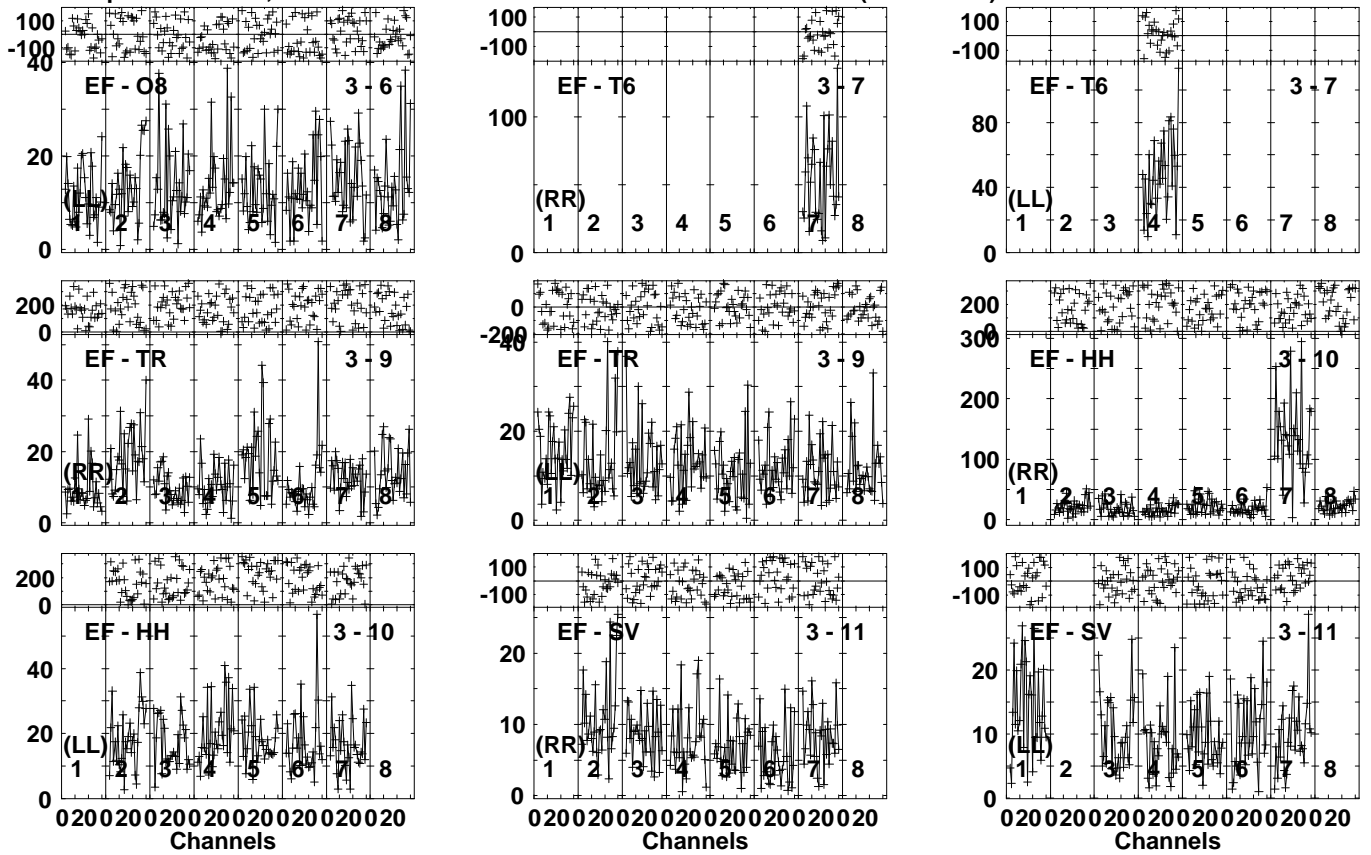 100
-100
40
EF - O8 3 - 6
20
(LL)
1 2 3 4 5 6 7 8
0
100
-100
EF - T6 3 - 7
100
(RR)
1 2 3 4 5 6 7 8
0
100
-100
EF - T6 3 - 7
80
40
(LL)
1 2 3 4 5 6 7 8
0
200
0
EF - TR 3 - 9
40
20
(RR)
1 2 3 4 5 6 7 8
0
0
-200
40
EF - TR 3 - 9
20
(LL)
1 2 3 4 5 6 7 8
0
200
0
300
EF - HH 3 - 10
200
100
(RR)
1 2 3 4 5 6 7 8
0
200
0
EF - HH 3 - 10
40
20
(LL)
1 2 3 4 5 6 7 8
0
020020020020020020020020
Channels
100
-100
EF - SV 3 - 11
20
10
(RR)
1 2 3 4 5 6 7 8
0
020020020020020020020020
Channels
100
-100
EF - SV 3 - 11
20
10
(LL)
1 2 3 4 5 6 7 8
0
020020020020020020020020
Channels